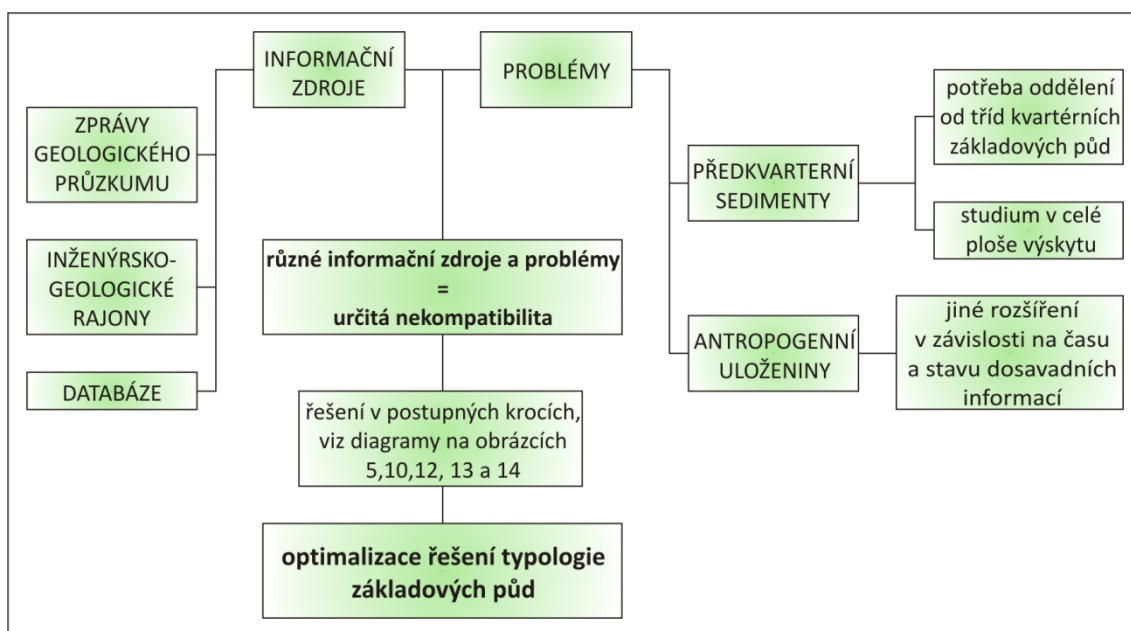 INFORMAČNÍ
ZDROJE
PROBLÉMY
ZPRÁVY
GEOLOGICKÉHO
PRŮZKUMU
INŽENÝRSKO-
GEOLOGICKÉ
RAJONY
DATABÁZE
různé informační zdroje a problémy
=
určitá nekompatibilita
řešení v postupných krocích,
viz diagramy na obrázcích
5,10,12, 13 a 14
optimalizace řešení typologie
základových půd
PŘEDKVARTERNÍ
SEDIMENTY
potřeba oddělení
od tříd kvartérních
základových půd
studium v celé
ploše výskytu
ANTROPOGENNÍ
ULOŽENINY
jiné rozšíření
v závislosti na času
a stavu dosavadních
informací